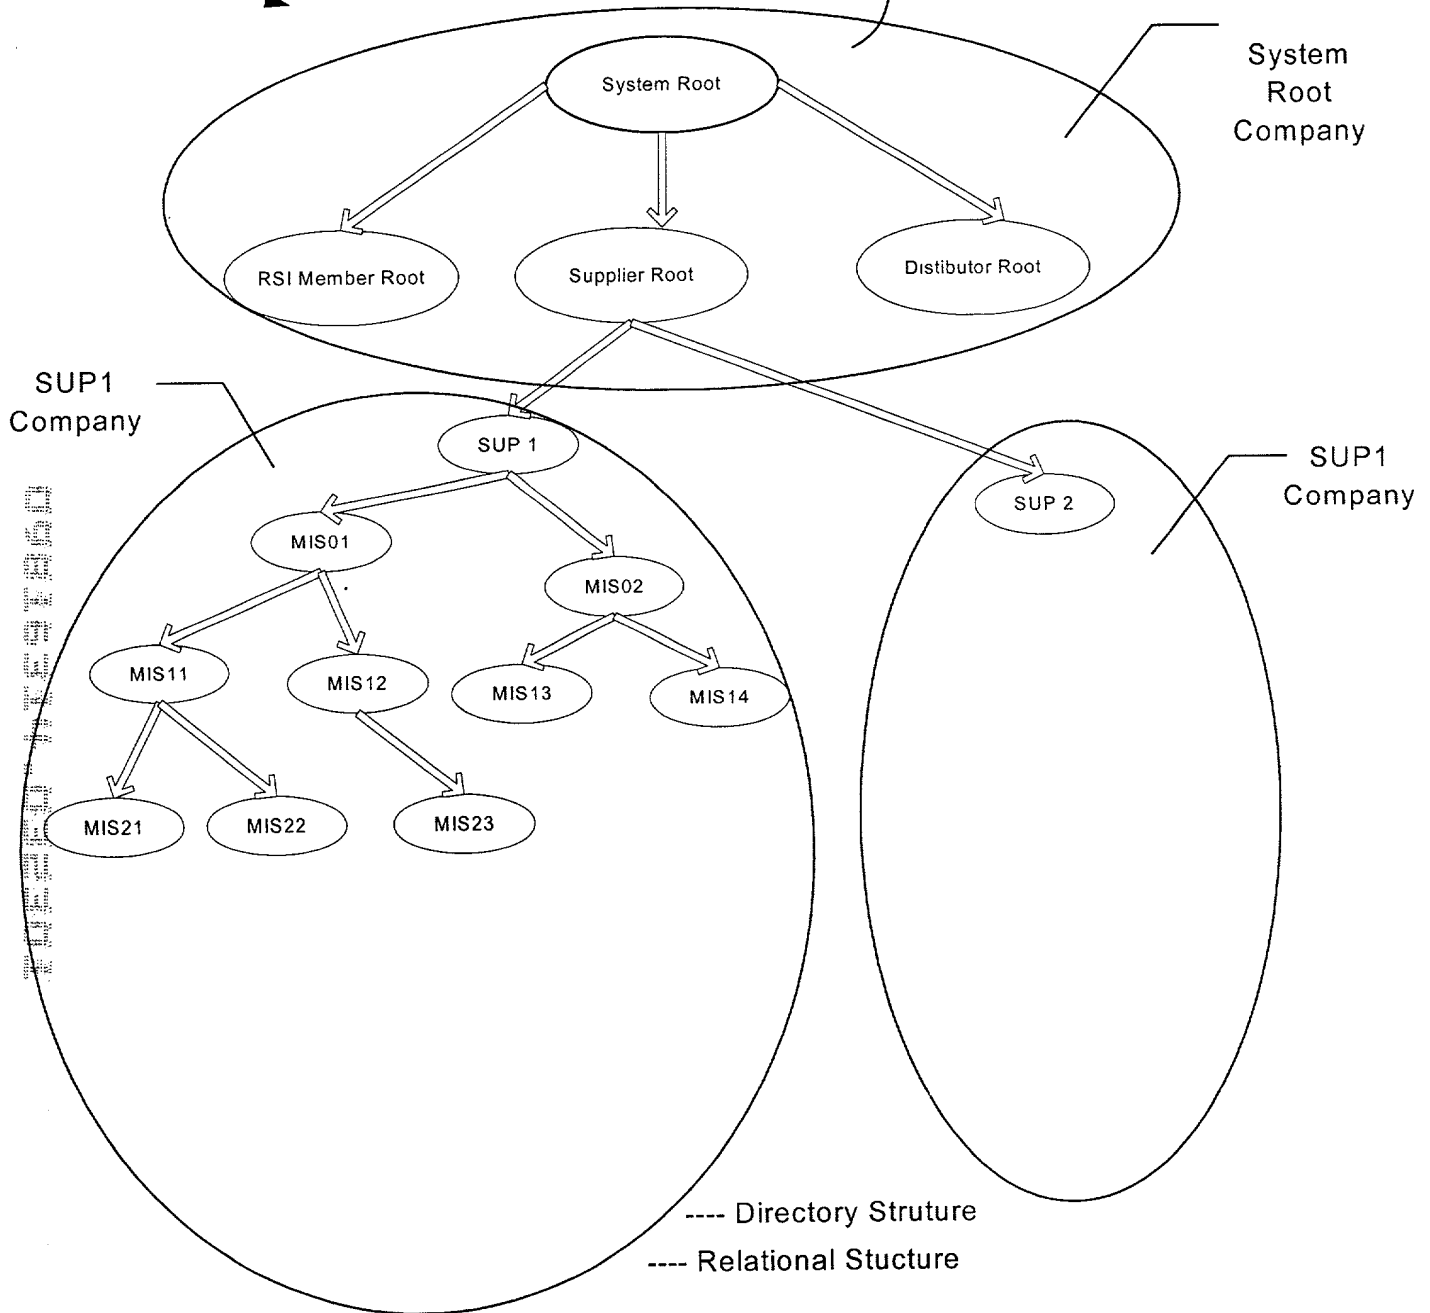 System Root
System
Root
Company
RSI Member Root
Supplier Root
Distibutor Root
SUP1
Company
SUP 1
SUP1
Company
SUP 2
MIS01
MIS02
MIS11
MIS12
MIS13
MIS14
MIS21
MIS22
MIS23
---- Directory Struture
---- Relational Stucture